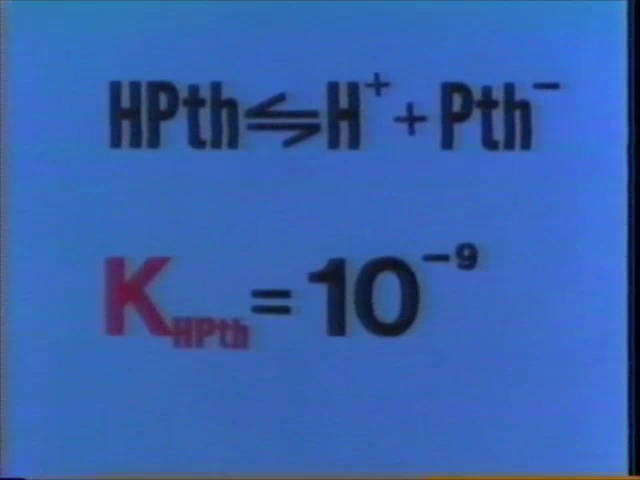 HPth ⇌ H⁺ + Pth⁻
K_HPth = 10⁻⁹